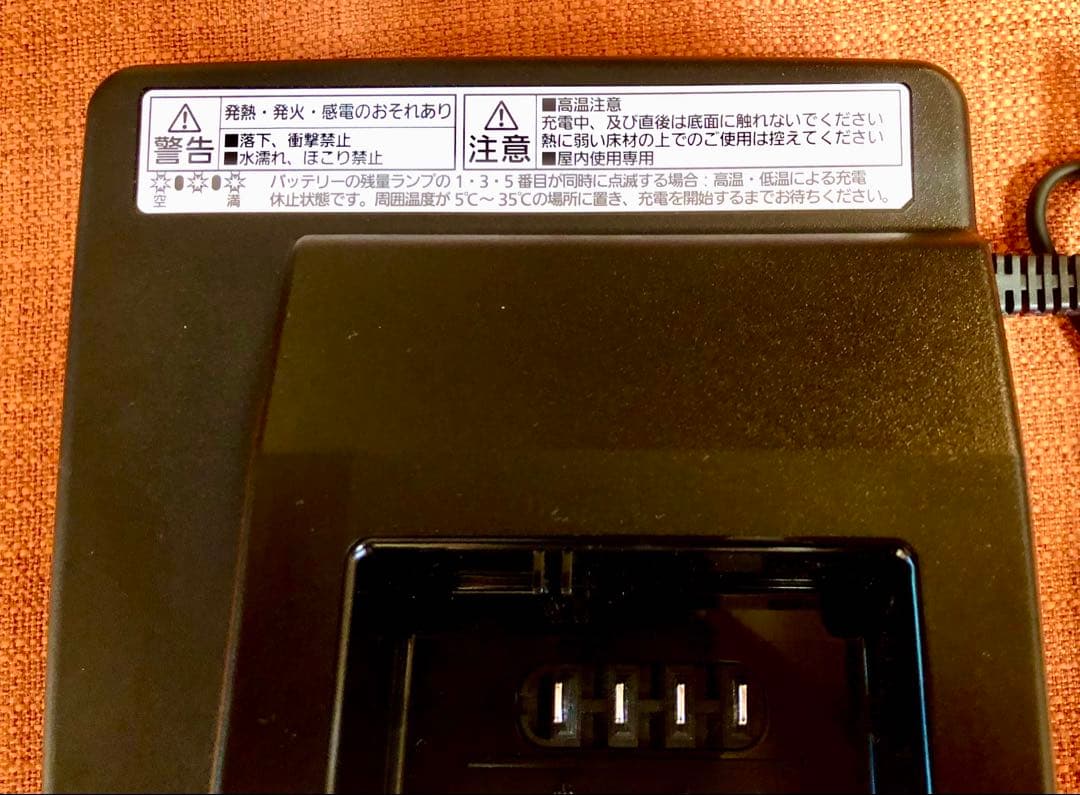 警告
発熱・発火・感電のおそれあり
■落下、衝撃禁止
■水濡れ、ほこり禁止
注意
■高温注意
充電中、及び直後は底面に触れないでください
熱に弱い床材の上でのご使用は控えてください
■屋内使用専用
空 満
バッテリーの残量ランプの1・3・5番目が同時に点滅する場合：高温・低温による充電
休止状態です。周囲温度が5℃～35℃の場所に置き、充電を開始するまでお待ちください。